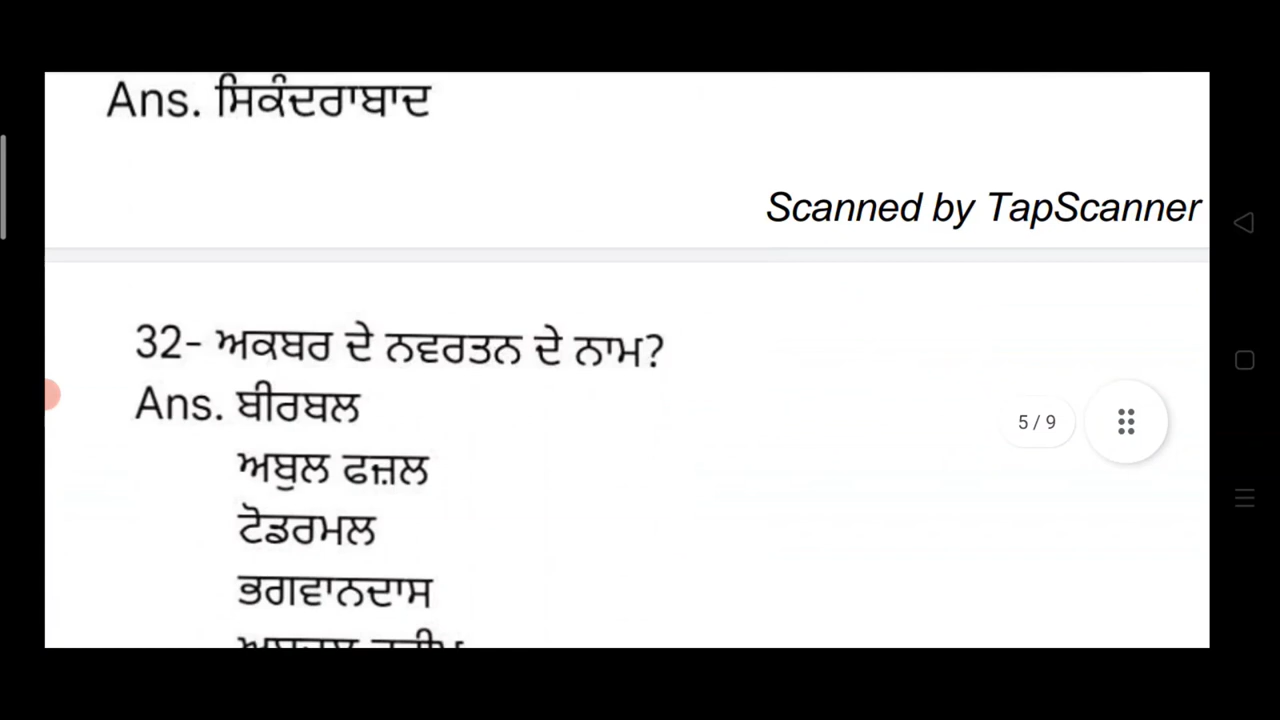 Ans. ਸਿਕੰਦਰਾਬਾਦ
Scanned by TapScanner
32- ਅਕਬਰ ਦੇ ਨਵਰਤਨ ਦੇ ਨਾਮ?
Ans. ਬੀਰਬਲ
5 / 9
ਅਬੁਲ ਫਜ਼ਲ
ਟੋਡਰਮਲ
ਭਗਵਾਨਦਾਸ